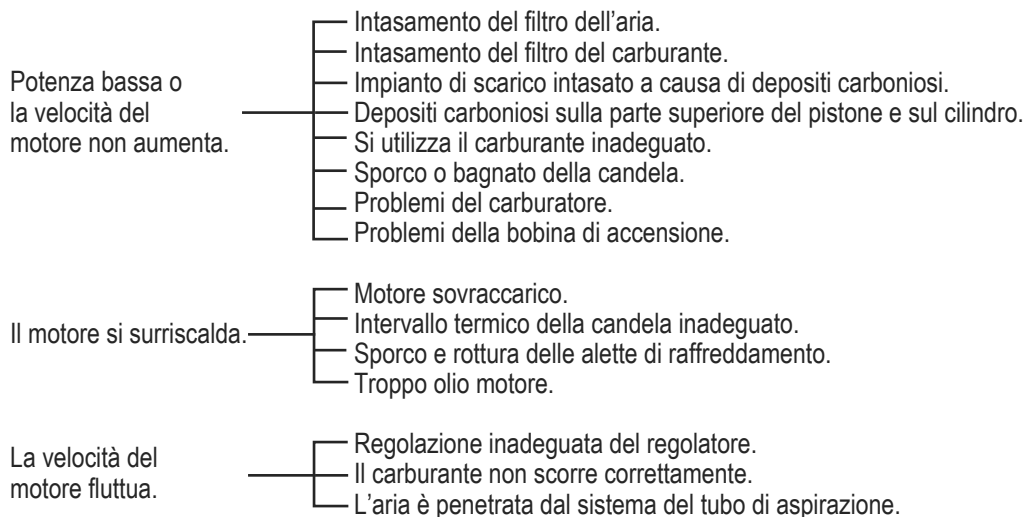 Potenza bassa o
la velocità del
motore non aumenta.
Intasamento del filtro dell'aria.
Intasamento del filtro del carburante.
Impianto di scarico intasato a causa di depositi carboniosi.
Depositi carboniosi sulla parte superiore del pistone e sul cilindro.
Si utilizza il carburante inadeguato.
Sporco o bagnato della candela.
Problemi del carburatore.
Problemi della bobina di accensione.
Il motore si surriscalda.
Motore sovraccarico.
Intervallo termico della candela inadeguato.
Sporco e rottura delle alette di raffreddamento.
Troppo olio motore.
La velocità del
motore fluttua.
Regolazione inadeguata del regolatore.
Il carburante non scorre correttamente.
L'aria è penetrata dal sistema del tubo di aspirazione.